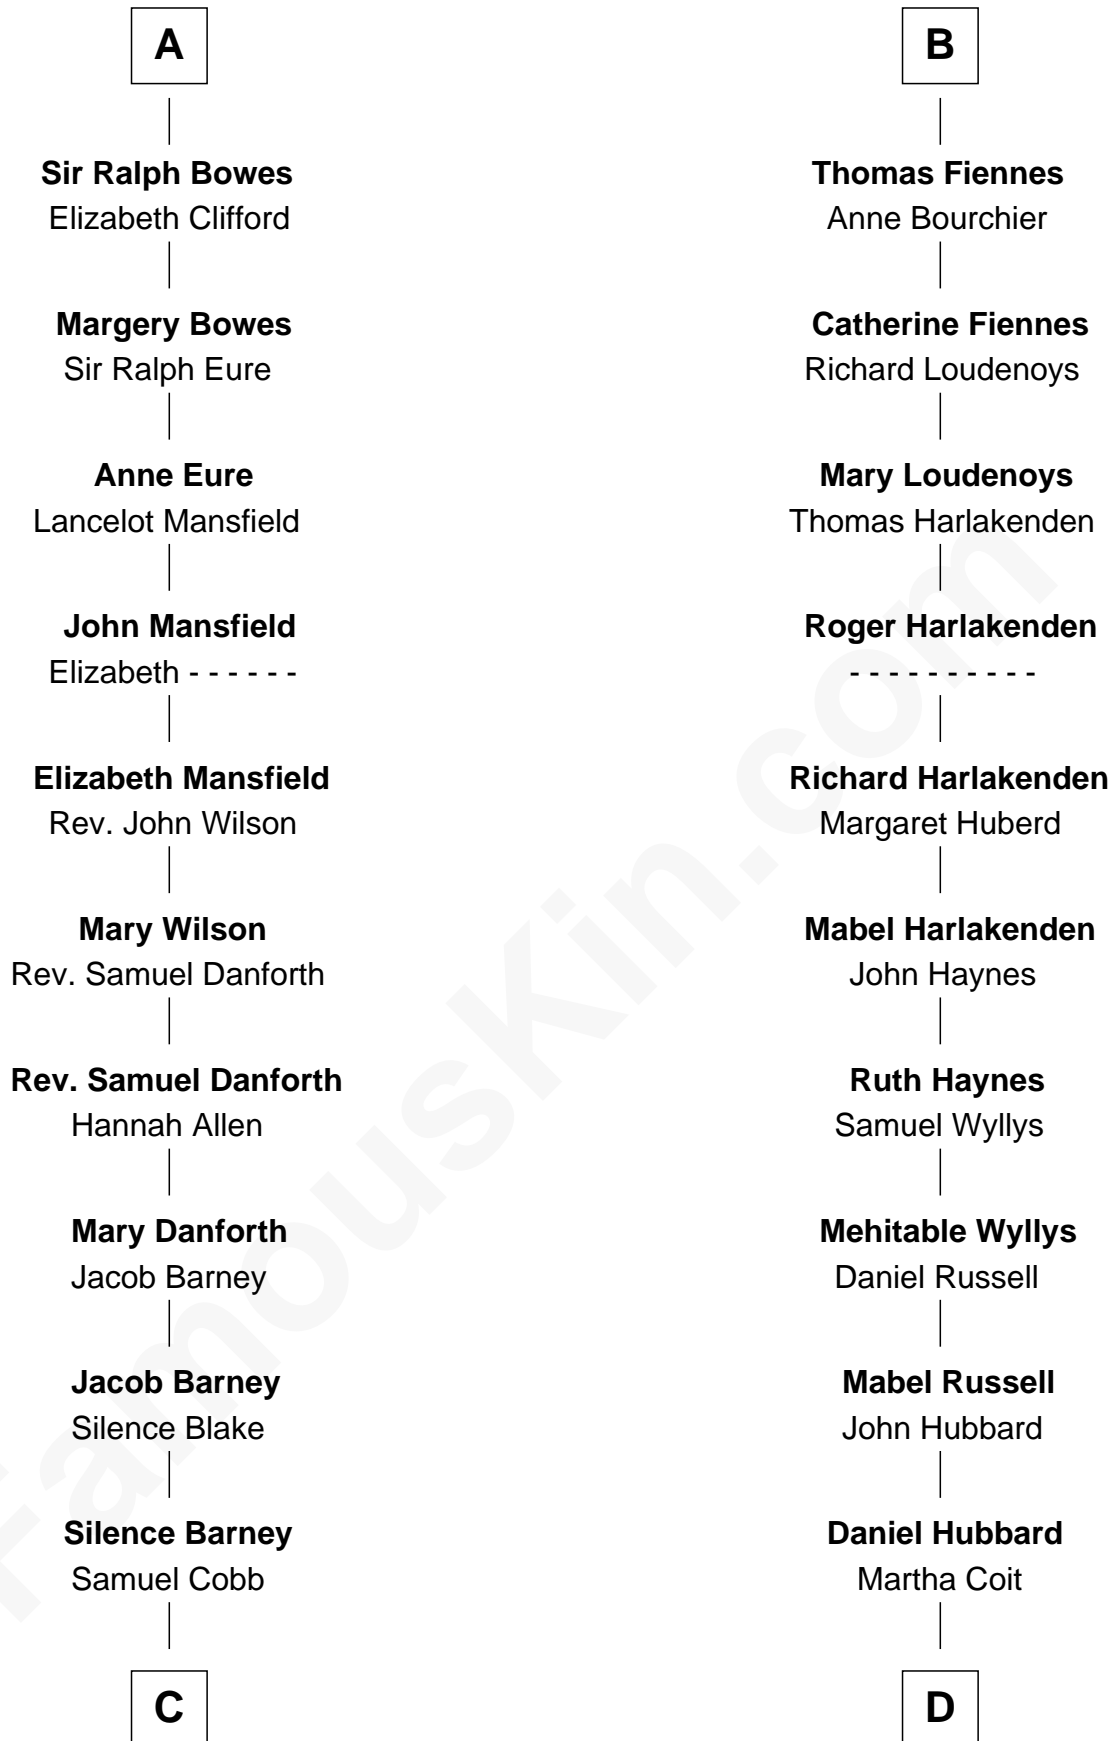 A
Sir Ralph Bowes
Elizabeth Clifford
Margery Bowes
Sir Ralph Eure
Anne Eure
Lancelot Mansfield
John Mansfield
Elizabeth - - - - - -
Elizabeth Mansfield
Rev. John Wilson
Mary Wilson
Rev. Samuel Danforth
Rev. Samuel Danforth
Hannah Allen
Mary Danforth
Jacob Barney
Jacob Barney
Silence Blake
Silence Barney
Samuel Cobb
C
B
Thomas Fiennes
Anne Bourchier
Catherine Fiennes
Richard Loudenoys
Mary Loudenoys
Thomas Harlakenden
Roger Harlakenden
- - - - - - - - - -
Richard Harlakenden
Margaret Huberd
Mabel Harlakenden
John Haynes
Ruth Haynes
Samuel Wyllys
Mehitable Wyllys
Daniel Russell
Mabel Russell
John Hubbard
Daniel Hubbard
Martha Coit
D
FamousKin.com